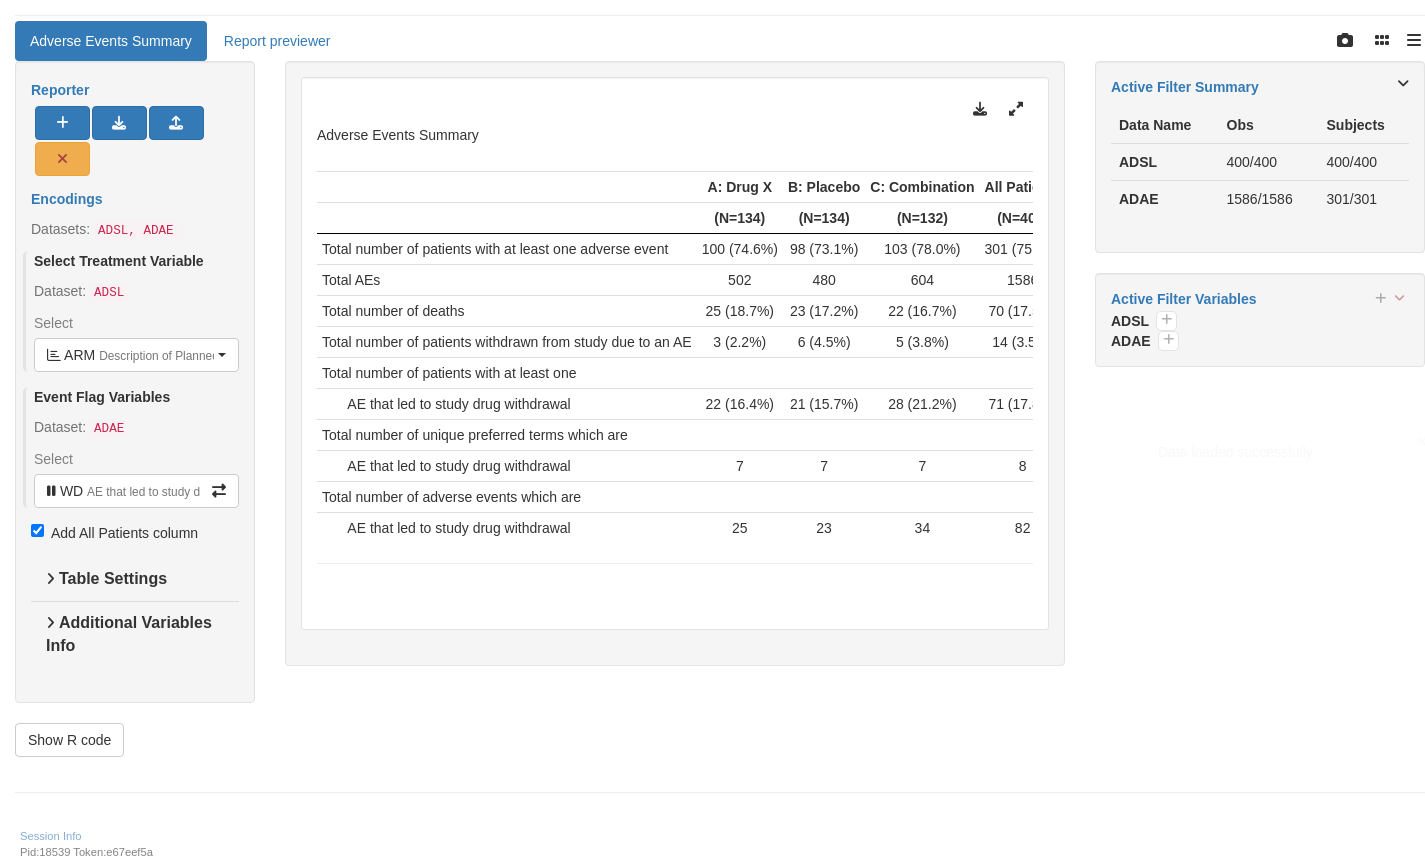 Adverse Events Summary
Report previewer
Reporter
Encodings
Datasets: ADSL, ADAE
Select Treatment Variable
Dataset: ADSL
Select
ARM Description of Planne
Event Flag Variables
Dataset: ADAE
Select
WD AE that led to study d
Add All Patients column
Table Settings
Additional Variables
Info
Show R code
Adverse Events Summary
A: Drug X B: Placebo C: Combination All Pati
(N=134) (N=134) (N=132) (N=40
Total number of patients with at least one adverse event 100 (74.6%) 98 (73.1%) 103 (78.0%) 301 (75
Total AEs 502 480 604 1586
Total number of deaths 25 (18.7%) 23 (17.2%) 22 (16.7%) 70 (17.
Total number of patients withdrawn from study due to an AE 3 (2.2%) 6 (4.5%) 5 (3.8%) 14 (3.5
Total number of patients with at least one
AE that led to study drug withdrawal 22 (16.4%) 21 (15.7%) 28 (21.2%) 71 (17.
Total number of unique preferred terms which are
AE that led to study drug withdrawal 7 7 7 8
Total number of adverse events which are
AE that led to study drug withdrawal 25 23 34 82
Active Filter Summary
Data Name Obs Subjects
ADSL 400/400 400/400
ADAE 1586/1586 301/301
Active Filter Variables
ADSL
ADAE
Data loaded successfully
Session Info
Pid:18539 Token:e67eef5a